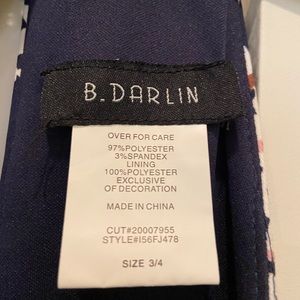 B.DARLIN
OVER FOR CARE
97%POLYESTER
3%SPANDEX
LINING
100%POLYESTER
EXCLUSIVE
OF DECORATION
MADE IN CHINA
CUT#20007955
STYLE#I56FJ478
SIZE 3/4